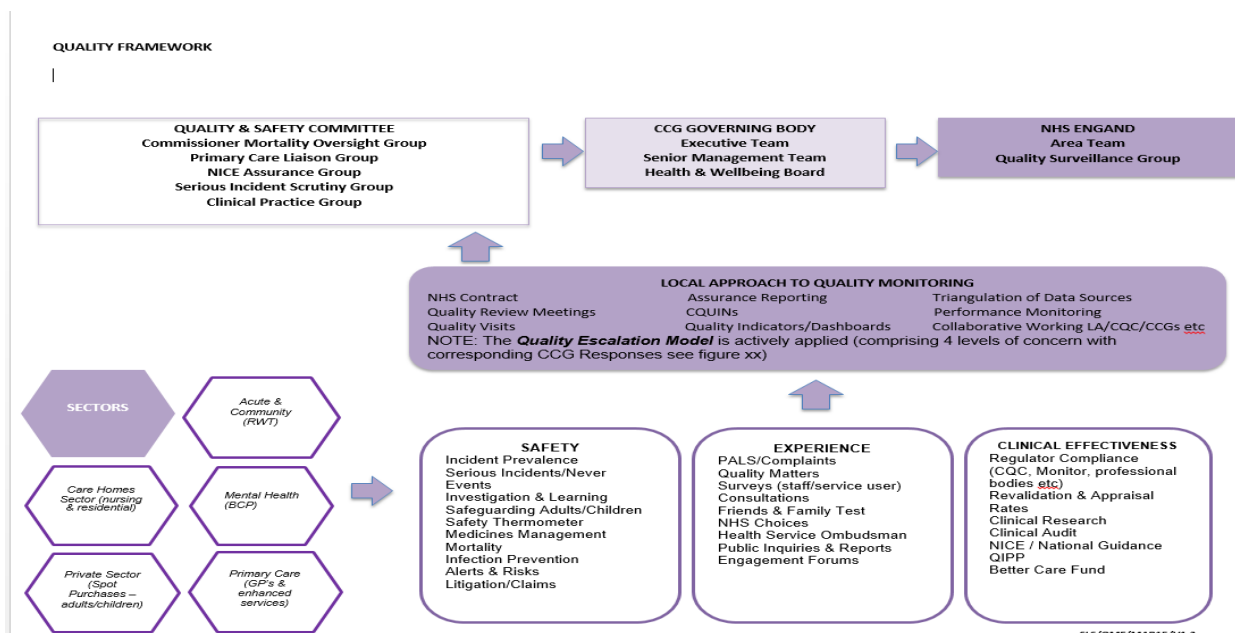 QUALITY FRAMEWORK
QUALITY & SAFETY COMMITTEE
Commissioner Mortality Oversight Group
Primary Care Liaison Group
NICE Assurance Group
Serious Incident Scrutiny Group
Clinical Practice Group
CCG GOVERNING BODY
Executive Team
Senior Management Team
Health & Wellbeing Board
NHS ENGAND
Area Team
Quality Surveillance Group
LOCAL APPROACH TO QUALITY MONITORING
NHS Contract Assurance Reporting Triangulation of Data Sources
Quality Review Meetings CQUINs Performance Monitoring
Quality Visits Quality Indicators/Dashboards Collaborative Working LA/CQC/CCGs etc
NOTE: The Quality Escalation Model is actively applied (comprising 4 levels of concern with
corresponding CCG Responses see figure xx)
SECTORS
Acute &
Community
(RWT)
Care Homes
Sector (nursing
& residential)
Mental Health
(BCP)
Private Sector
(Spot
Purchases –
adults/children)
Primary Care
(GP's &
enhanced
services)
SAFETY
Incident Prevalence
Serious Incidents/Never
Events
Investigation & Learning
Safeguarding Adults/Children
Safety Thermometer
Medicines Management
Mortality
Infection Prevention
Alerts & Risks
Litigation/Claims
EXPERIENCE
PALS/Complaints
Quality Matters
Surveys (staff/service user)
Consultations
Friends & Family Test
NHS Choices
Health Service Ombudsman
Public Inquiries & Reports
Engagement Forums
CLINICAL EFFECTIVENESS
Regulator Compliance
(CQC, Monitor, professional
bodies etc)
Revalidation & Appraisal
Rates
Clinical Research
Clinical Audit
NICE / National Guidance
QIPP
Better Care Fund